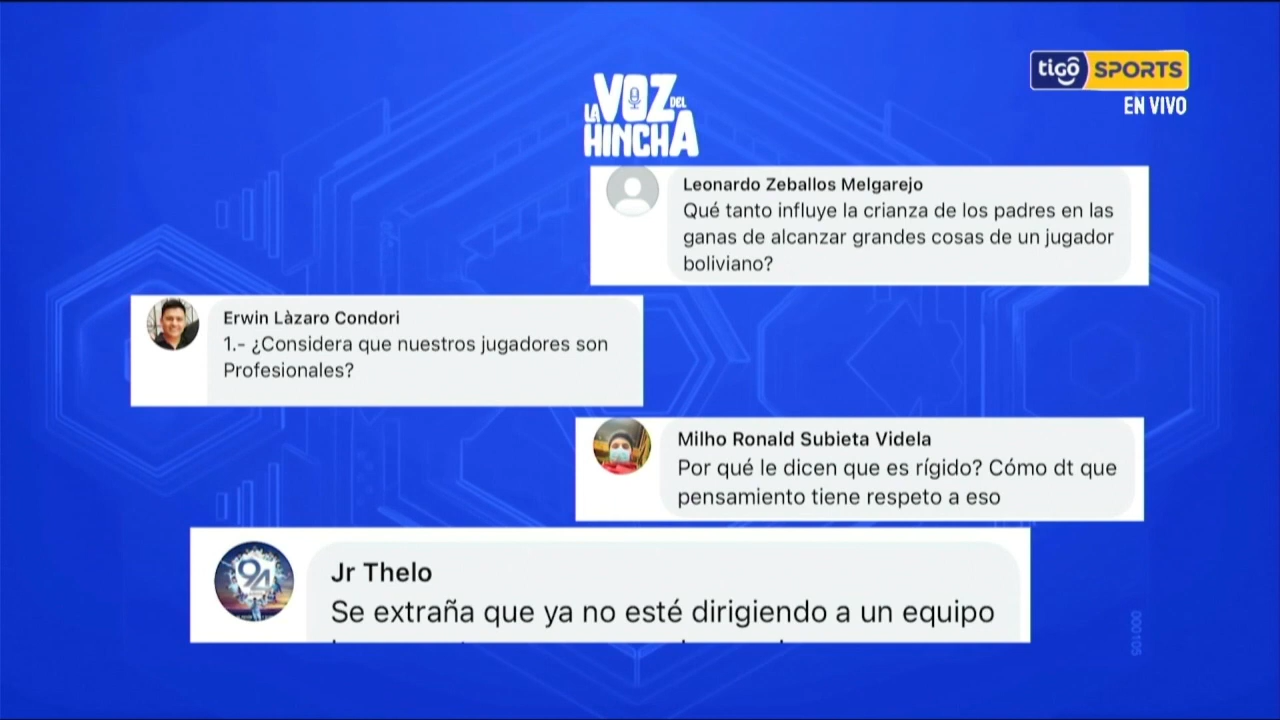 tigo SPORTS
EN VIVO
LA VOZ DEL
HINCHA
Leonardo Zeballos Melgarejo
Qué tanto influye la crianza de los padres en las
ganas de alcanzar grandes cosas de un jugador
boliviano?
Erwin Làzaro Condori
1.- ¿Considera que nuestros jugadores son
Profesionales?
Milho Ronald Subieta Videla
Por qué le dicen que es rígido? Cómo dt que
pensamiento tiene respeto a eso
94
Jr Thelo
Se extraña que ya no esté dirigiendo a un equipo
000105